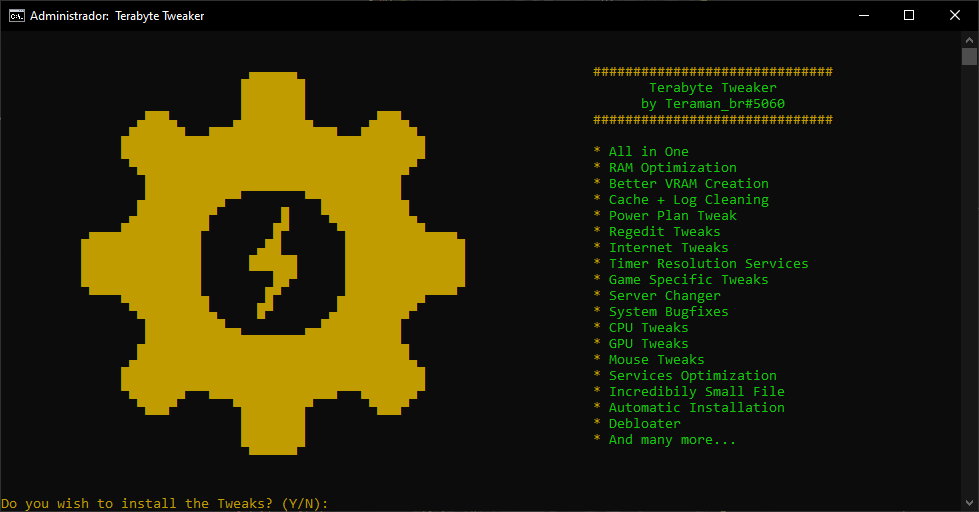 Administrador: Terabyte Tweaker
##############################
Terabyte Tweaker
by Teraman_br#5060
##############################
* All in One
* RAM Optimization
* Better VRAM Creation
* Cache + Log Cleaning
* Power Plan Tweak
* Regedit Tweaks
* Internet Tweaks
* Timer Resolution Services
* Game Specific Tweaks
* Server Changer
* System Bugfixes
* CPU Tweaks
* GPU Tweaks
* Mouse Tweaks
* Services Optimization
* Incredibily Small File
* Automatic Installation
* Debloater
* And many more...
Do you wish to install the Tweaks? (Y/N):